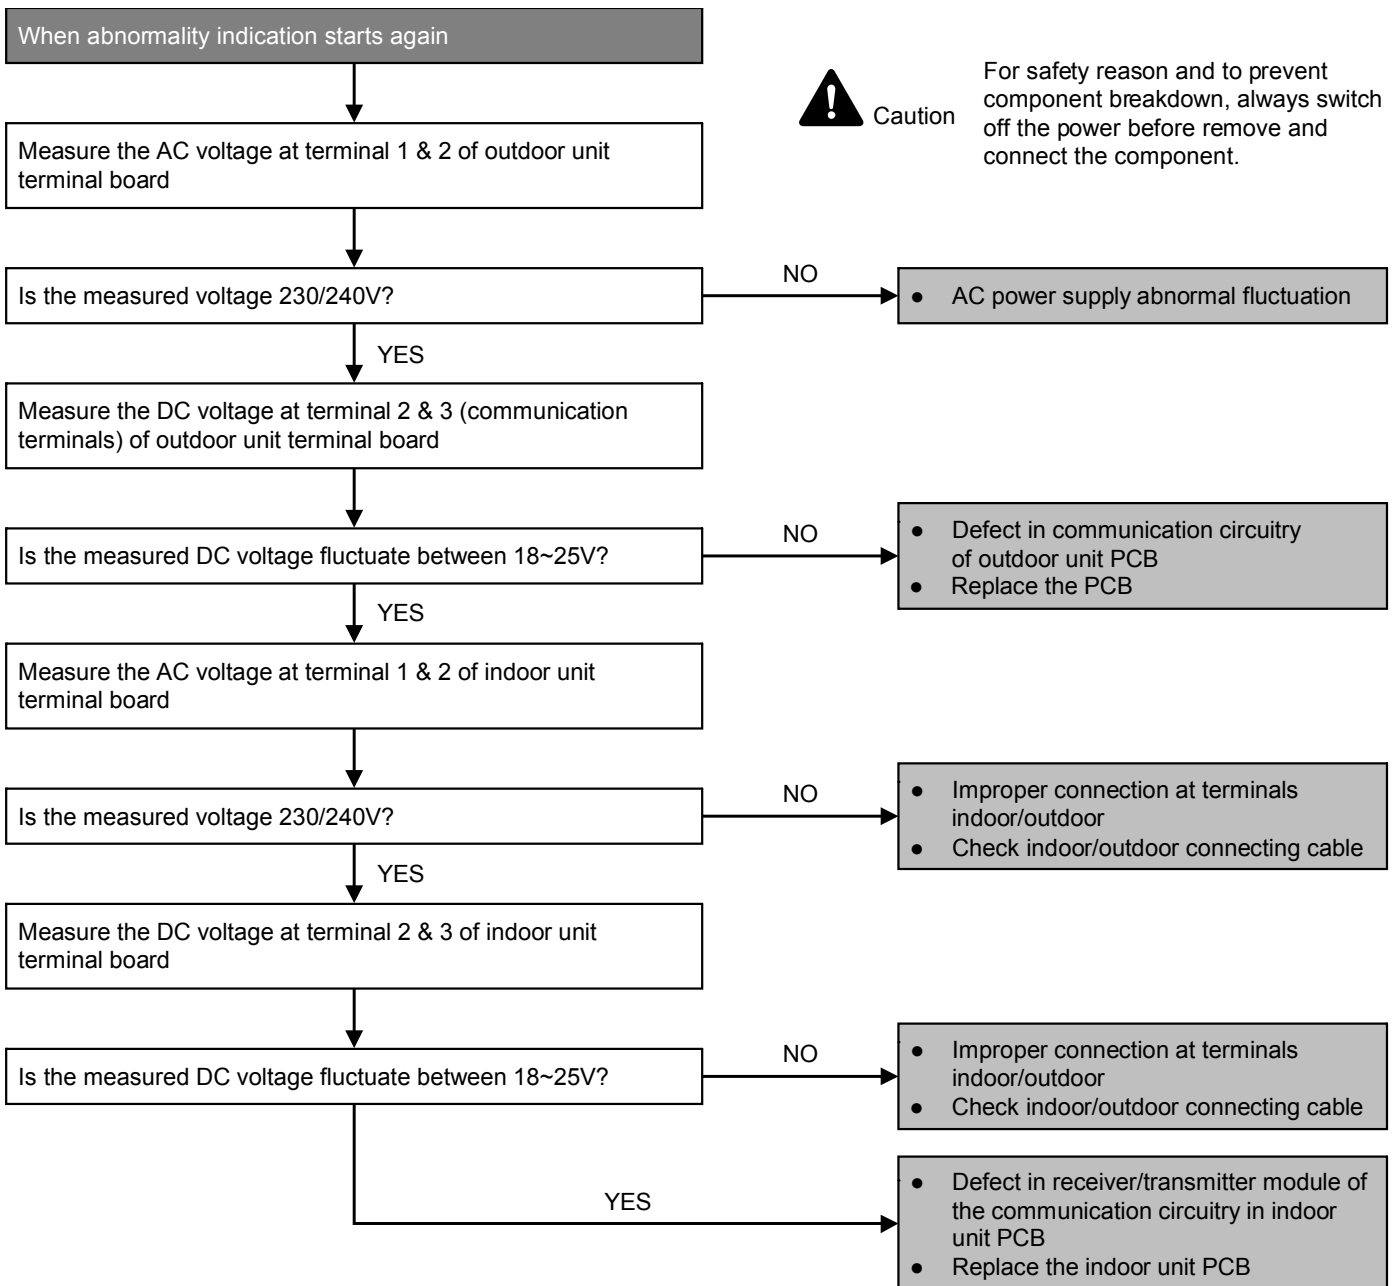 When abnormality indication starts again
Caution
For safety reason and to prevent
component breakdown, always switch
off the power before remove and
connect the component.
Measure the AC voltage at terminal 1 & 2 of outdoor unit
terminal board
Is the measured voltage 230/240V?
NO
● AC power supply abnormal fluctuation
YES
Measure the DC voltage at terminal 2 & 3 (communication
terminals) of outdoor unit terminal board
Is the measured DC voltage fluctuate between 18~25V?
NO
● Defect in communication circuitry
of outdoor unit PCB
● Replace the PCB
YES
Measure the AC voltage at terminal 1 & 2 of indoor unit
terminal board
Is the measured voltage 230/240V?
NO
● Improper connection at terminals
indoor/outdoor
● Check indoor/outdoor connecting cable
YES
Measure the DC voltage at terminal 2 & 3 of indoor unit
terminal board
Is the measured DC voltage fluctuate between 18~25V?
NO
● Improper connection at terminals
indoor/outdoor
● Check indoor/outdoor connecting cable
YES
● Defect in receiver/transmitter module of
the communication circuitry in indoor
unit PCB
● Replace the indoor unit PCB